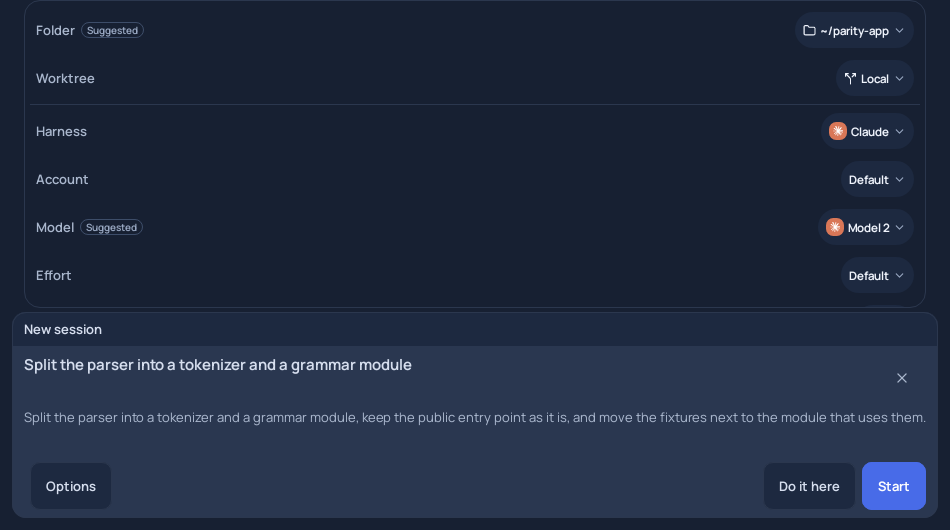 Folder Suggested ~/parity-app
Worktree Local
Harness Claude
Account Default
Model Suggested Model 2
Effort Default
New session
Split the parser into a tokenizer and a grammar module
Split the parser into a tokenizer and a grammar module, keep the public entry point as it is, and move the fixtures next to the module that uses them.
Options Do it here Start